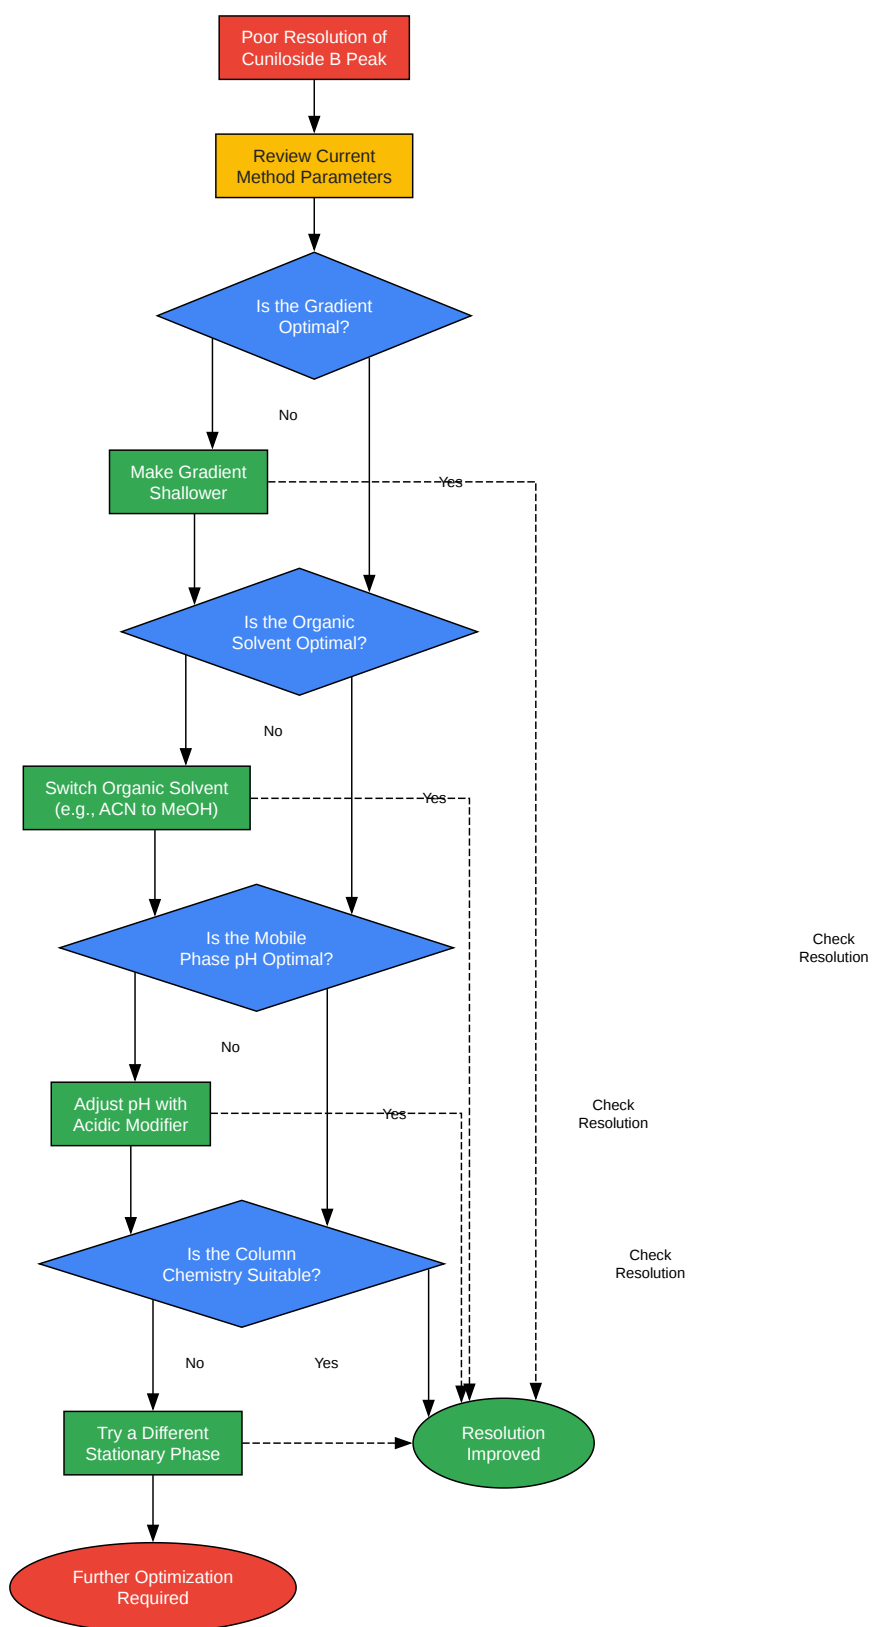 Poor Resolution of
Cuniloside B Peak
Review Current
Method Parameters
Is the Gradient
Optimal?
No
Make Gradient
Shallower
Yes
Is the Organic
Solvent Optimal?
No
Switch Organic Solvent
(e.g., ACN to MeOH)
Yes
Is the Mobile
Phase pH Optimal?
Check
Resolution
No
Adjust pH with
Acidic Modifier
Yes
Check
Resolution
Is the Column
Chemistry Suitable?
Check
Resolution
No
Yes
Try a Different
Stationary Phase
Resolution
Improved
Further Optimization
Required